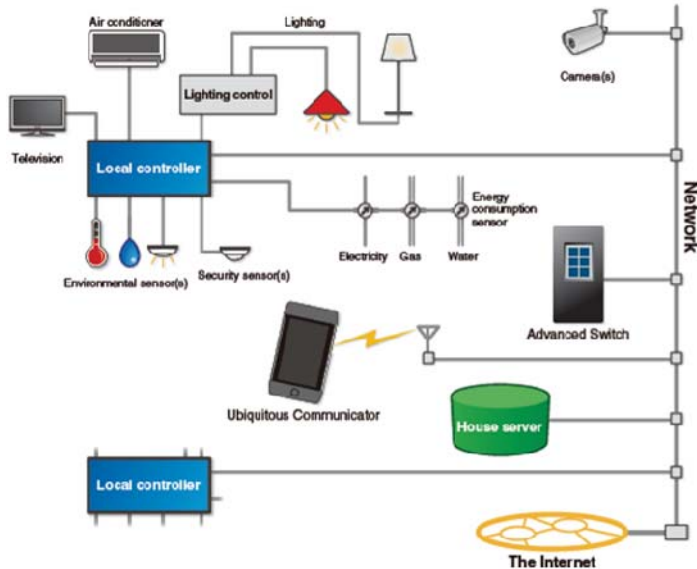 Air conditioner
Lighting
Lighting control
Camera(s)
Television
Local controller
Network
Energy
consumption
sensor
Electricity
Gas
Water
Environmental sensor(s)
Security sensor(s)
Advanced Switch
Ubiquitous Communicator
House server
Local controller
The Internet